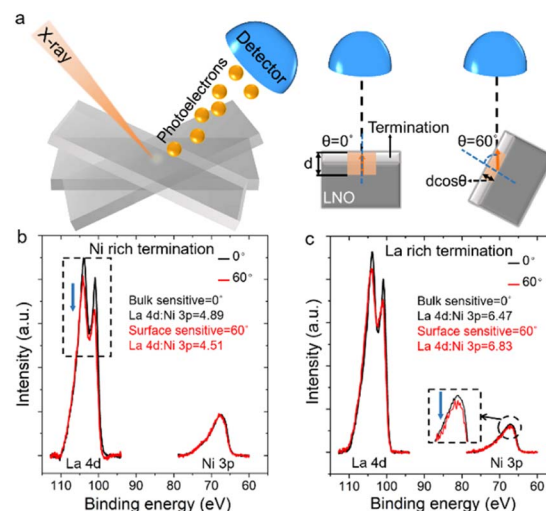 a
X-ray
Photoelectrons
Detector
θ=0°
Termination
d
LNO
θ=60°
dcosθ
b
Ni rich termination
0°
60°
Bulk sensitive=0°
La 4d:Ni 3p=4.89
Surface sensitive=60°
La 4d:Ni 3p=4.51
Intensity (a.u.)
La 4d
Ni 3p
110 100 90 80 70 60
Binding energy (eV)
c
La rich termination
0°
60°
Bulk sensitive=0°
La 4d:Ni 3p=6.47
Surface sensitive=60°
La 4d:Ni 3p=6.83
Intensity (a.u.)
La 4d
Ni 3p
110 100 90 80 70 60
Binding energy (eV)